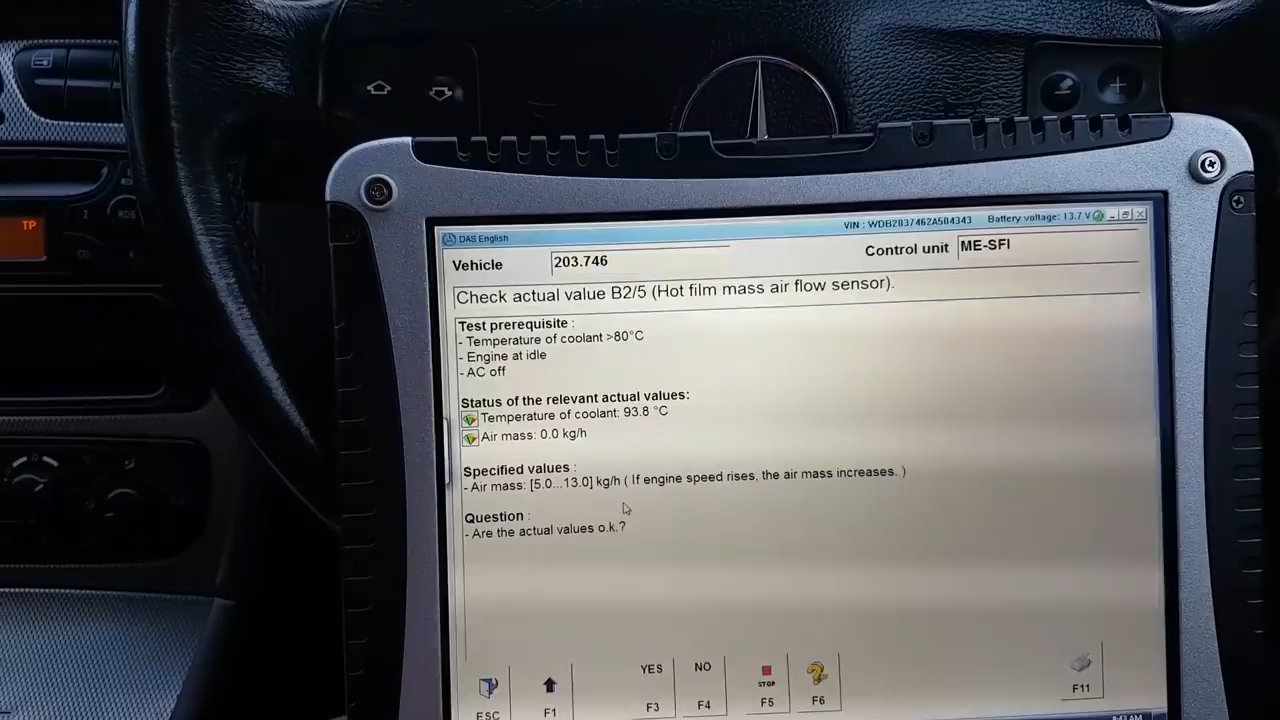 TP
RDS
DAS English
VIN : WDB2037462A504343
Battery voltage: 13.7 V
Vehicle
203.746
Control unit
ME-SFI
Check actual value B2/5 (Hot film mass air flow sensor).
Test prerequisite :
- Temperature of coolant >80°C
- Engine at idle
- AC off
Status of the relevant actual values:
Temperature of coolant: 93.8 °C
Air mass: 0.0 kg/h
Specified values :
- Air mass: [5.0...13.0] kg/h ( If engine speed rises, the air mass increases. )
Question :
- Are the actual values o.k.?
ESC
F1
YES
F3
NO
F4
STOP
F5
F6
F11